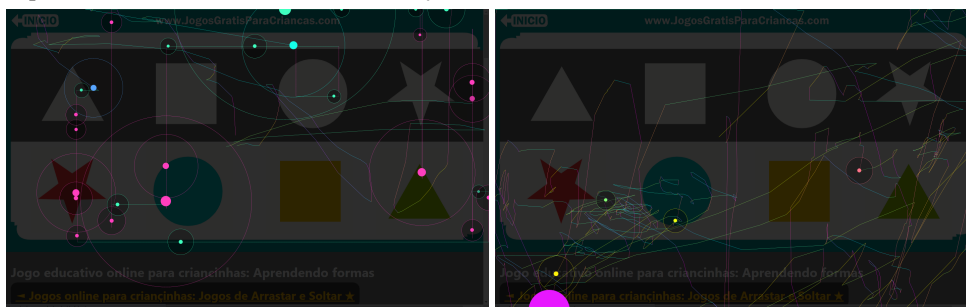 INICIO
www.JogosGratisParaCriancas.com
Jogo educativo online para criancinhas: Aprendendo formas
Jogos online para criancinhas: Jogos de Arrastar e Soltar ★
INICIO
www.JogosGratisParaCriancas.com
Jogo educativo online para criancinhas: Aprendendo formas
Jogos online para criancinhas: Jogos de Arrastar e Soltar ★